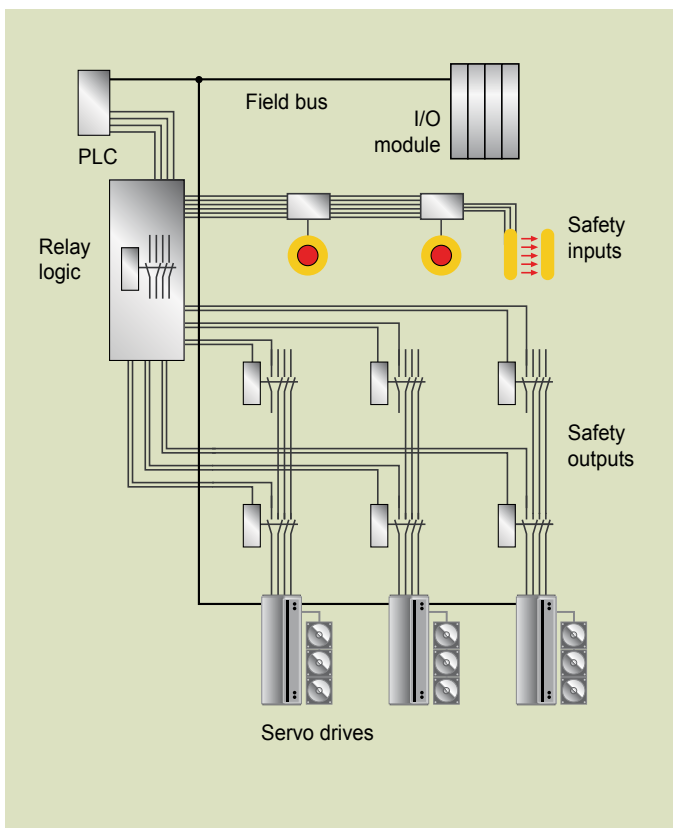 Field bus
I/O
module
PLC
Relay
logic
Safety
inputs
Safety
outputs
Servo drives